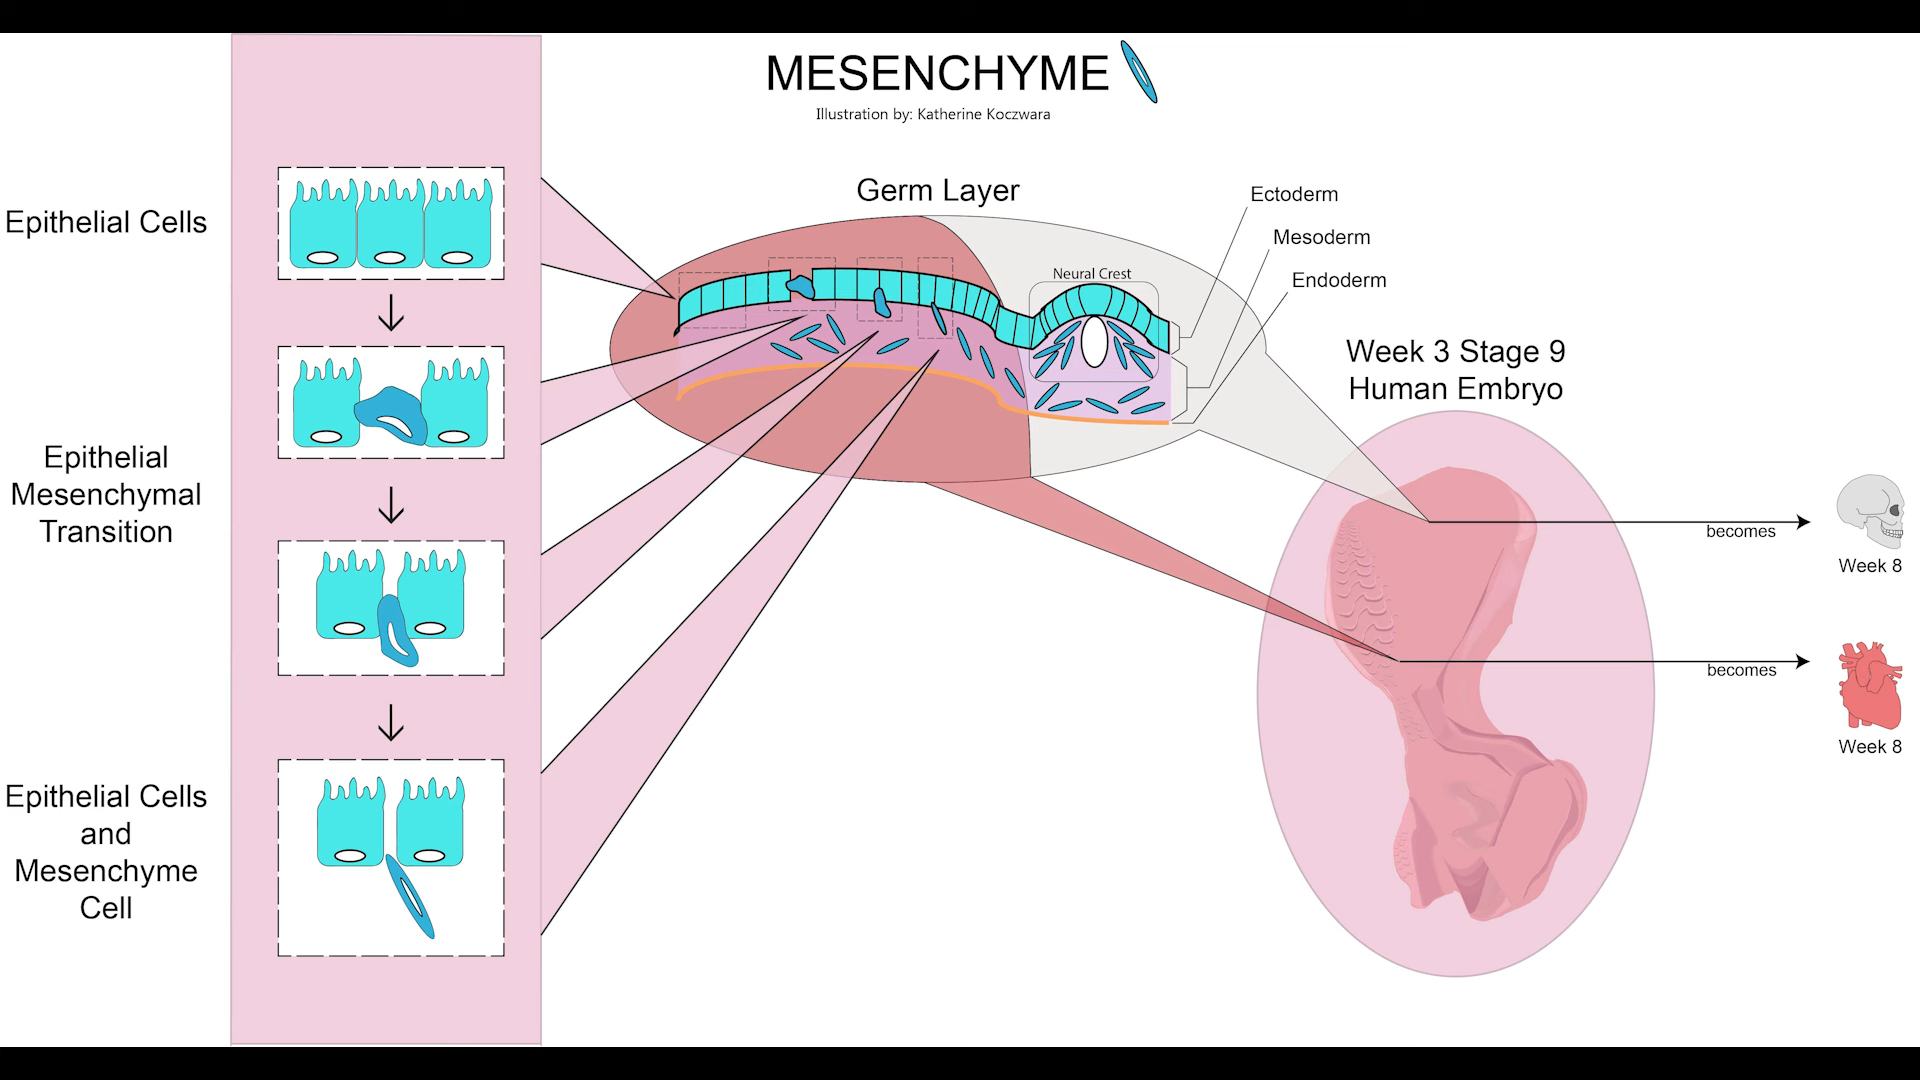 MESENCHYME
Illustration by: Katherine Koczwara
Epithelial Cells
Epithelial
Mesenchymal
Transition
Epithelial Cells
and
Mesenchyme
Cell
Germ Layer
Neural Crest
Ectoderm
Mesoderm
Endoderm
Week 3 Stage 9
Human Embryo
becomes
Week 8
becomes
Week 8